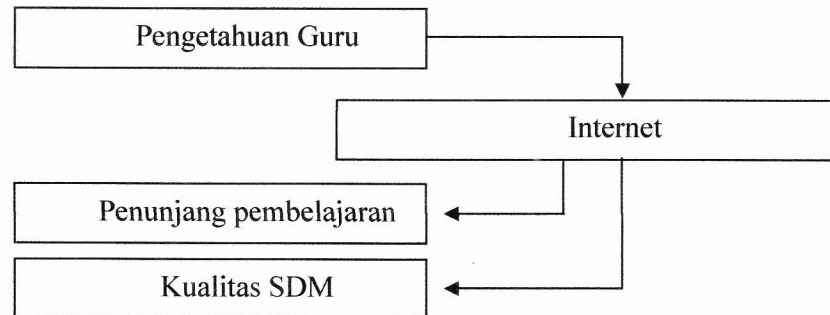 Pengetahuan Guru
Internet
Penunjang pembelajaran
Kualitas SDM